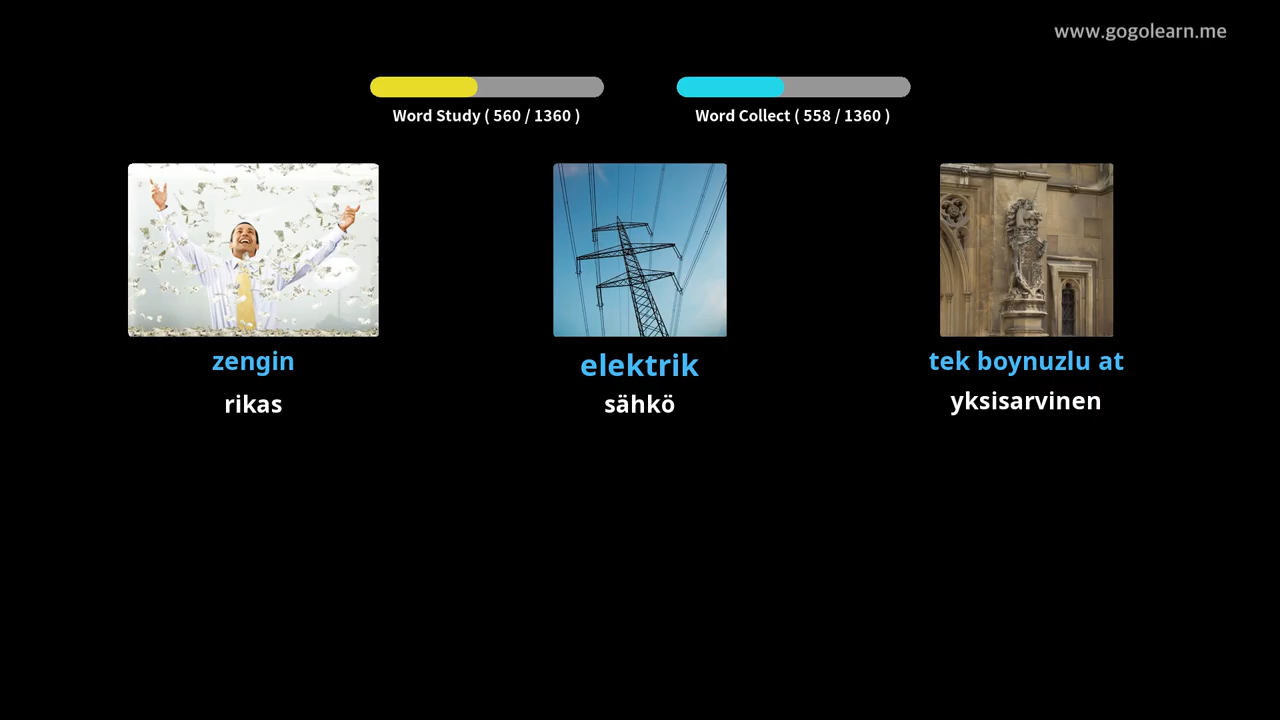 www.gogolearn.me
Word Study ( 560 / 1360 )
Word Collect ( 558 / 1360 )
zengin
elektrik
tek boynuzlu at
rikas
sähkö
yksisarvinen